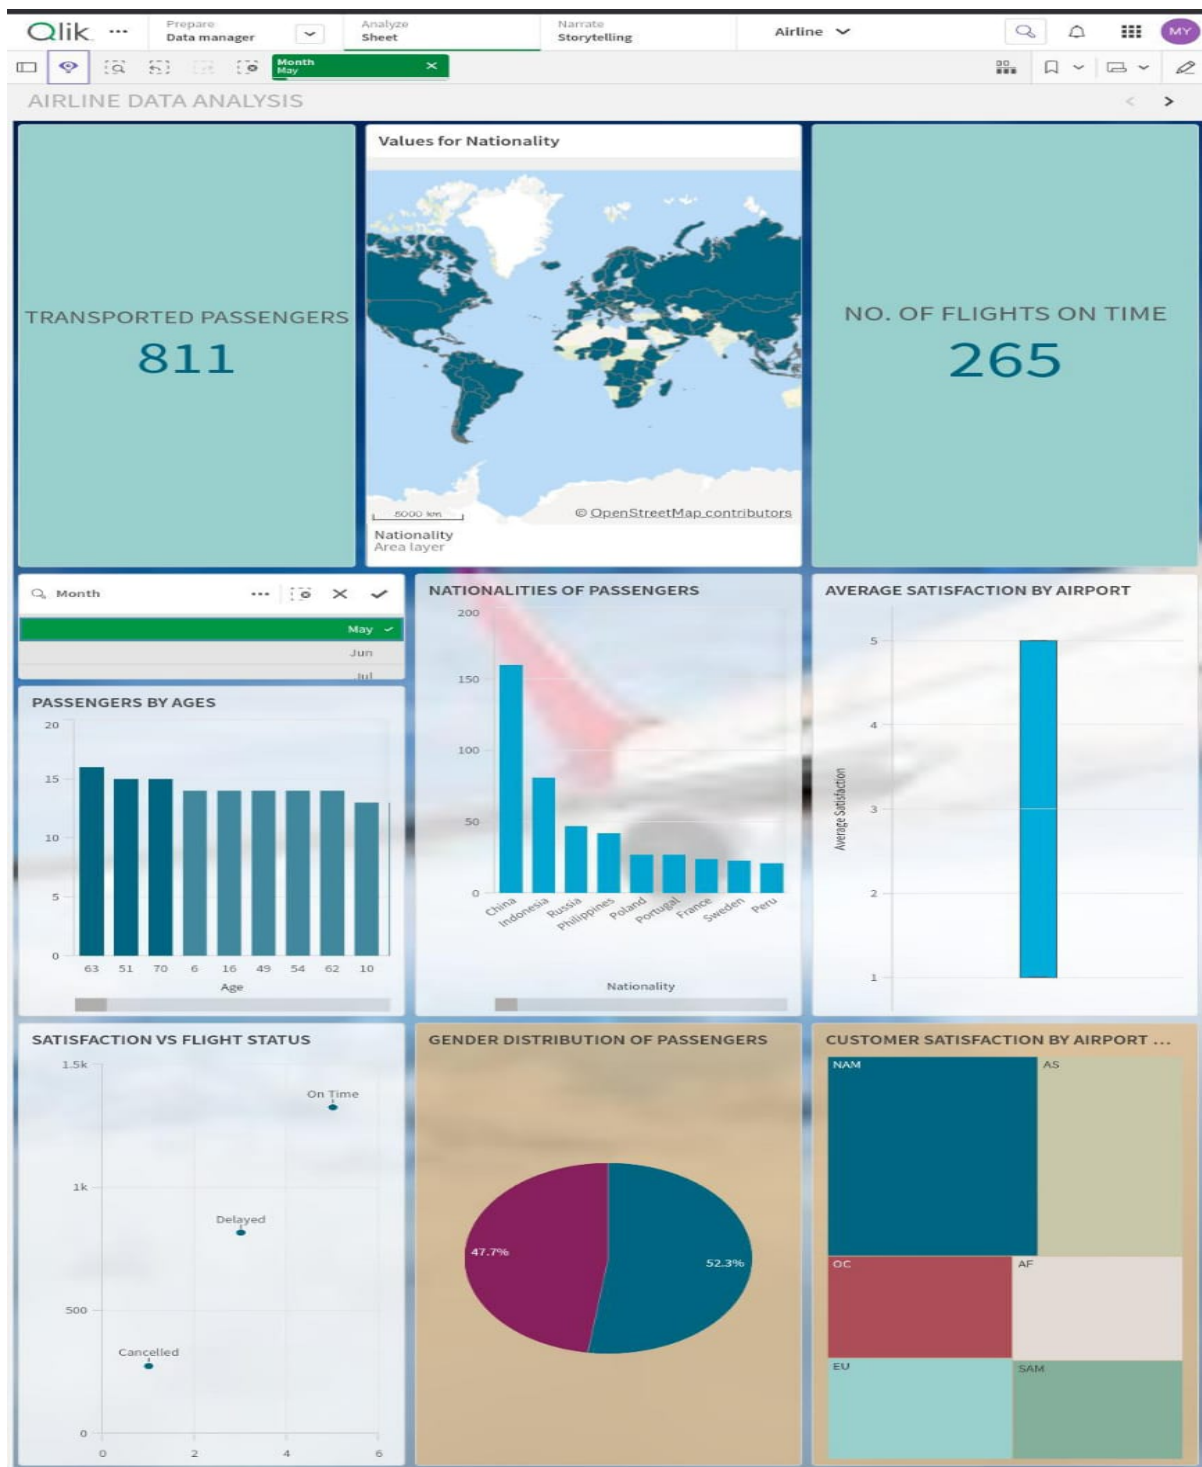 Qlik ...
Prepare
Data manager
Analyze
Sheet
Narrate
Storytelling
Airline
MY
Month
May
AIRLINE DATA ANALYSIS
TRANSPORTED PASSENGERS
811
Values for Nationality
5000 km
© OpenStreetMap contributors
Nationality
Area layer
NO. OF FLIGHTS ON TIME
265
Month
May
Jun
Jul
PASSENGERS BY AGES
20
15
10
5
0
63 51 70 6 16 49 54 62 10
Age
NATIONALITIES OF PASSENGERS
200
150
100
50
0
China Indonesia Russia Philippines Poland Portugal France Sweden Peru
Nationality
AVERAGE SATISFACTION BY AIRPORT
Average Satisfaction
5
4
3
2
1
SATISFACTION VS FLIGHT STATUS
1.5k
1k
500
0
On Time
Delayed
Cancelled
0 2 4 6
GENDER DISTRIBUTION OF PASSENGERS
47.7%
52.3%
CUSTOMER SATISFACTION BY AIRPORT ...
NAM
AS
OC
AF
EU
SAM